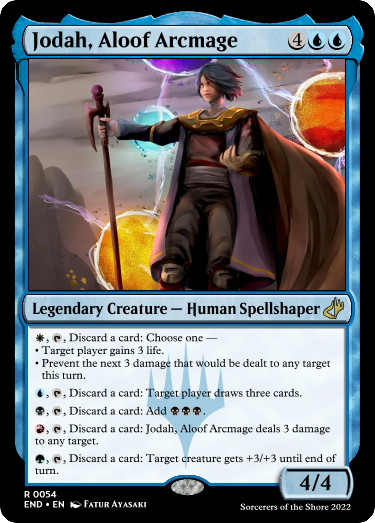 Jodah, Aloof Arcmage 4
Legendary Creature — Human Spellshaper
, , Discard a card: Choose one —
• Target player gains 3 life.
• Prevent the next 3 damage that would be dealt to any target
this turn.
, , Discard a card: Target player draws three cards.
, , Discard a card: Add .
, , Discard a card: Jodah, Aloof Arcmage deals 3 damage
to any target.
, , Discard a card: Target creature gets +3/+3 until end of
turn.
4/4
R 0054
END • EN Fatur Ayasaki
Sorcerers of the Shore 2022